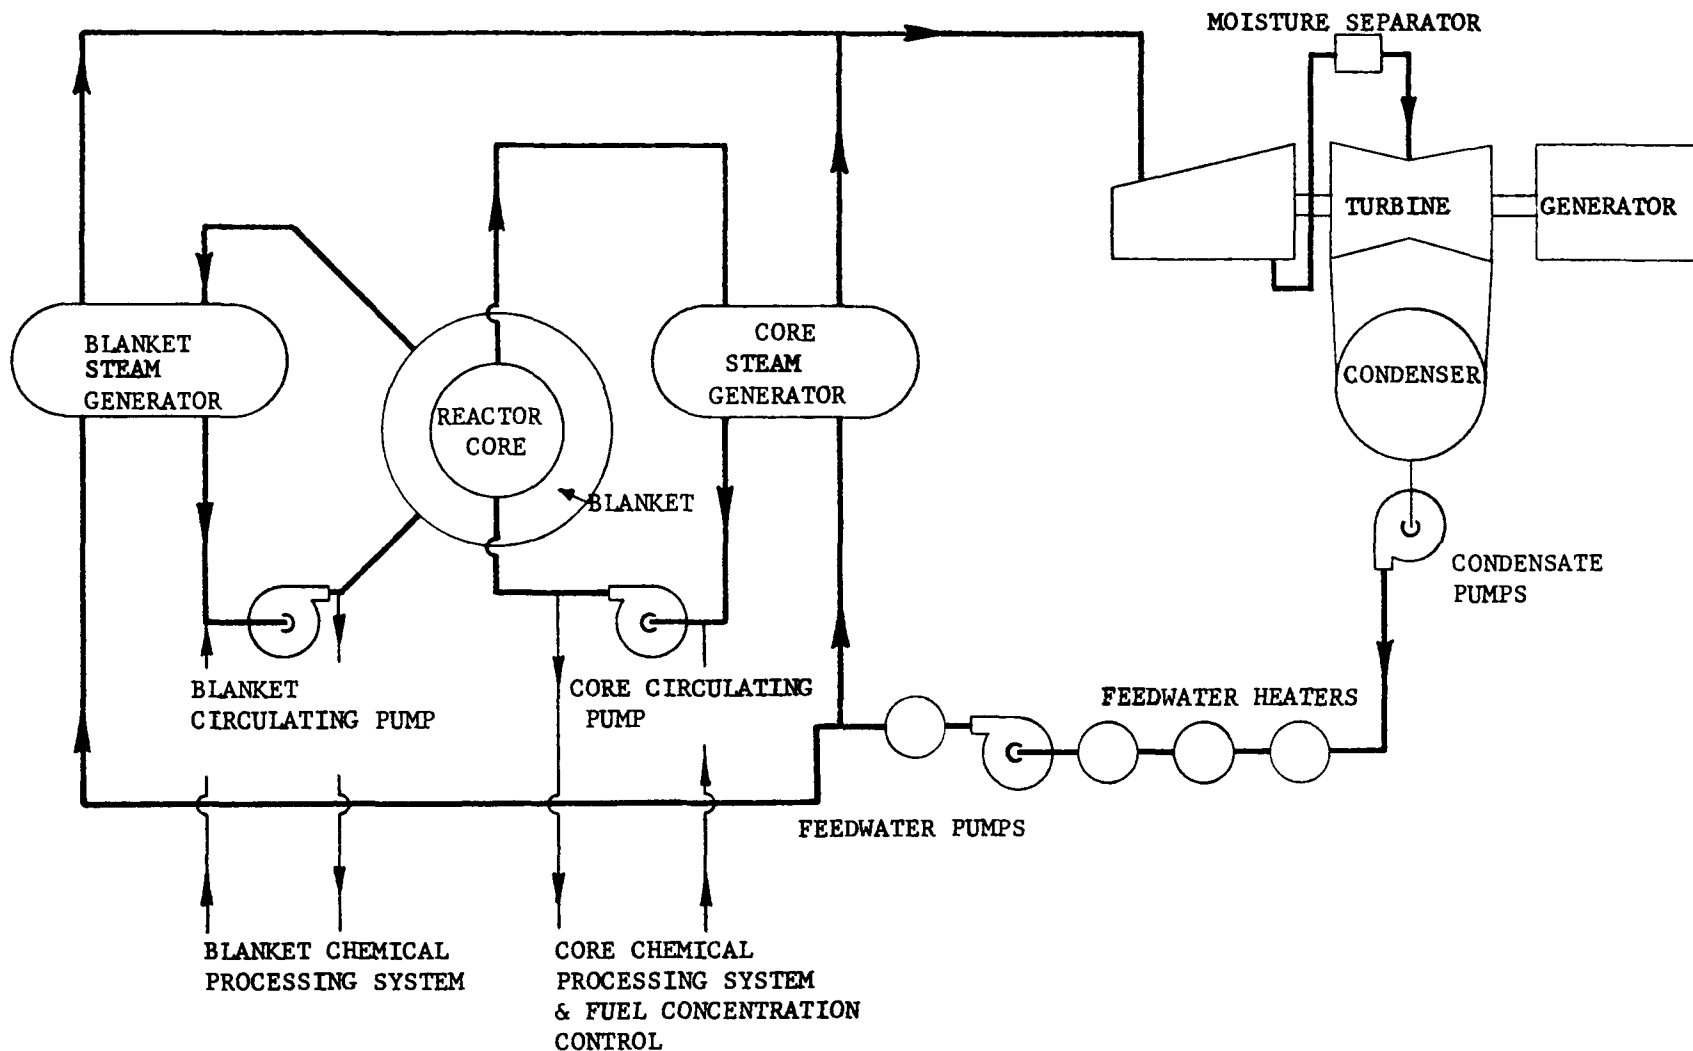 MOISTURE SEPARATOR
TURBINE
GENERATOR
BLANKET
STEAM
GENERATOR
CORE
STEAM
GENERATOR
CONDENSER
REACTOR
CORE
BLANKET
CONDENSATE
PUMPS
BLANKET
CIRCULATING PUMP
CORE CIRCULATING
PUMP
FEEDWATER HEATERS
FEEDWATER PUMPS
BLANKET CHEMICAL
PROCESSING SYSTEM
CORE CHEMICAL
PROCESSING SYSTEM
& FUEL CONCENTRATION
CONTROL